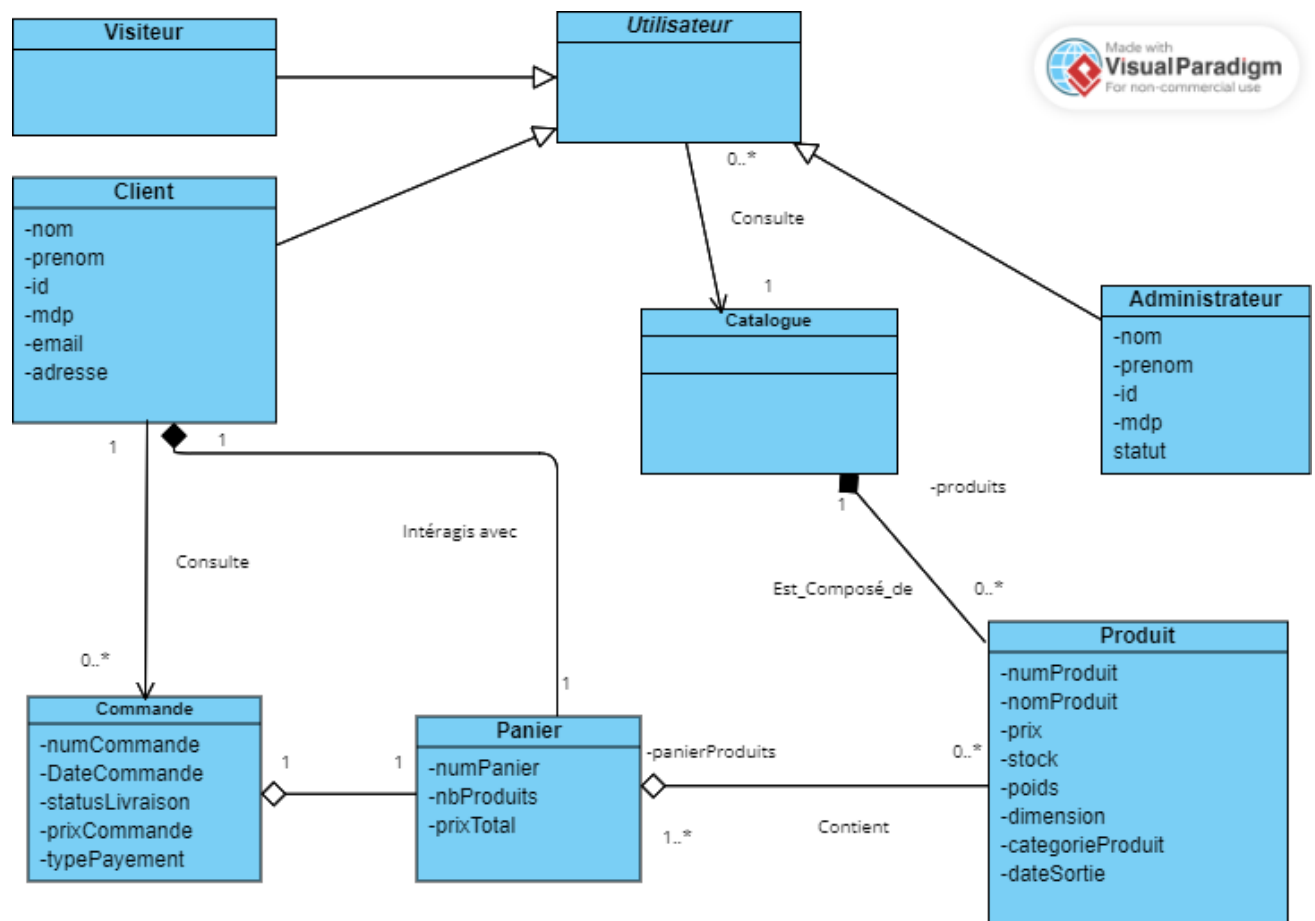 Visiteur
Utilisateur
Made with
VisualParadigm
For non-commercial use
Client
-nom
-prenom
-id
-mdp
-email
-adresse
0..*
Consulte
1
Catalogue
Administrateur
-nom
-prenom
-id
-mdp
statut
1
1
Intéragis avec
Consulte
0..*
1
1
-produits
Est_Composé_de
0..*
Commande
-numCommande
-DateCommande
-statusLivraison
-prixCommande
-typePayement
1
1
Panier
-numPanier
-nbProduits
-prixTotal
-panierProduits
0..*
1..*
Contient
Produit
-numProduit
-nomProduit
-prix
-stock
-poids
-dimension
-categorieProduit
-dateSortie